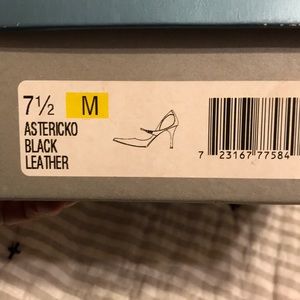 7½ M
ASTERICKO
BLACK
LEATHER
7 23167 77584